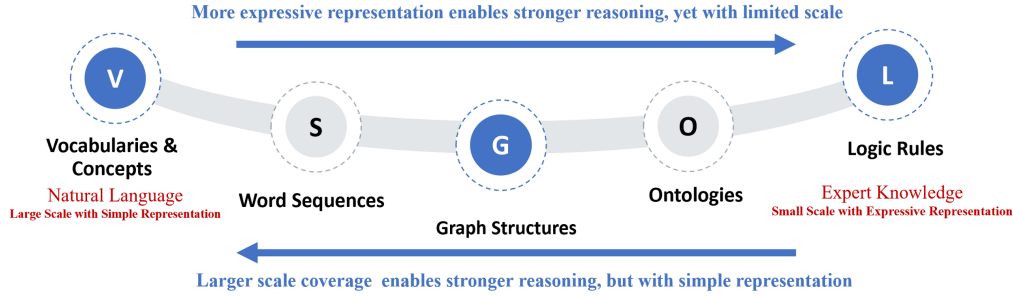 More expressive representation enables stronger reasoning, yet with limited scale
V
S
G
O
L
Vocabularies &
Concepts
Natural Language
Large Scale with Simple Representation
Word Sequences
Graph Structures
Ontologies
Logic Rules
Expert Knowledge
Small Scale with Expressive Representation
Larger scale coverage enables stronger reasoning, but with simple representation